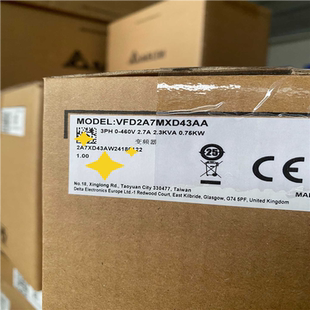 MODEL:VFD2A7MXD43AA
3PH 0-460V 2.7A 2.3KVA 0.75KW
变频器
1.00
25
CE
No.18, Xinglong Rd., Taoyuan City 330477, Taiwan
Delta Electronics Europe Ltd.-1 Redwood Court, East Kilbride, Glasgow, G74 5PF, United Kingdom